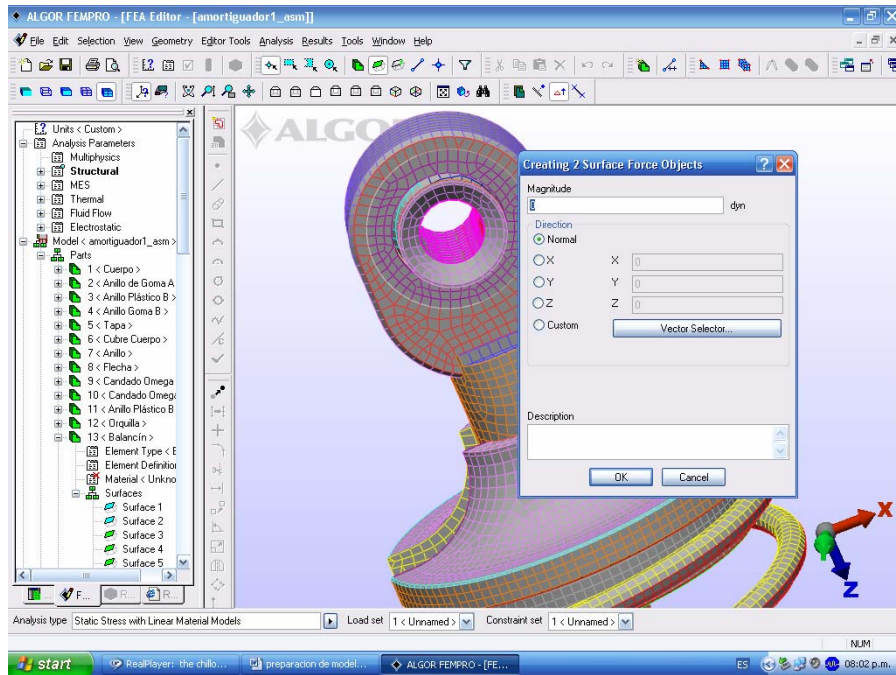 ALGOR FEMPRO - [FEA Editor - [amortiguador1_asm]]
File Edit Selection View Geometry Editor Tools Analysis Results Tools Window Help
ALGOR
Units < Custom >
Analysis Parameters
Multiphysics
Structural
MES
Thermal
Fluid Flow
Electrostatic
Model < amortiguador1_asm >
Parts
1 < Cuerpo >
2 < Anillo de Goma A
3 < Anillo Plástico B >
4 < Anillo Goma B >
5 < Tapa >
6 < Cubre Cuerpo >
7 < Anillo >
8 < Flecha >
9 < Candado Omega
10 < Candado Omega
11 < Anillo Plástico B
12 < Orquilla >
13 < Balancín >
Element Type < E
Element Definition
Material < Unkno
Surfaces
Surface 1
Surface 2
Surface 3
Surface 4
Surface 5
F...
R...
R...
Creating 2 Surface Force Objects
Magnitude
0 dyn
Direction
Normal
X X 0
Y Y 0
Z Z 0
Custom Vector Selector...
Description
OK Cancel
X
Z
Analysis type Static Stress with Linear Material Models Load set 1 < Unnamed > Constraint set 1 < Unnamed >
NUM
start RealPlayer: the chillo... preparacion de model... ALGOR FEMPRO - [FE... ES 08:02 p.m.